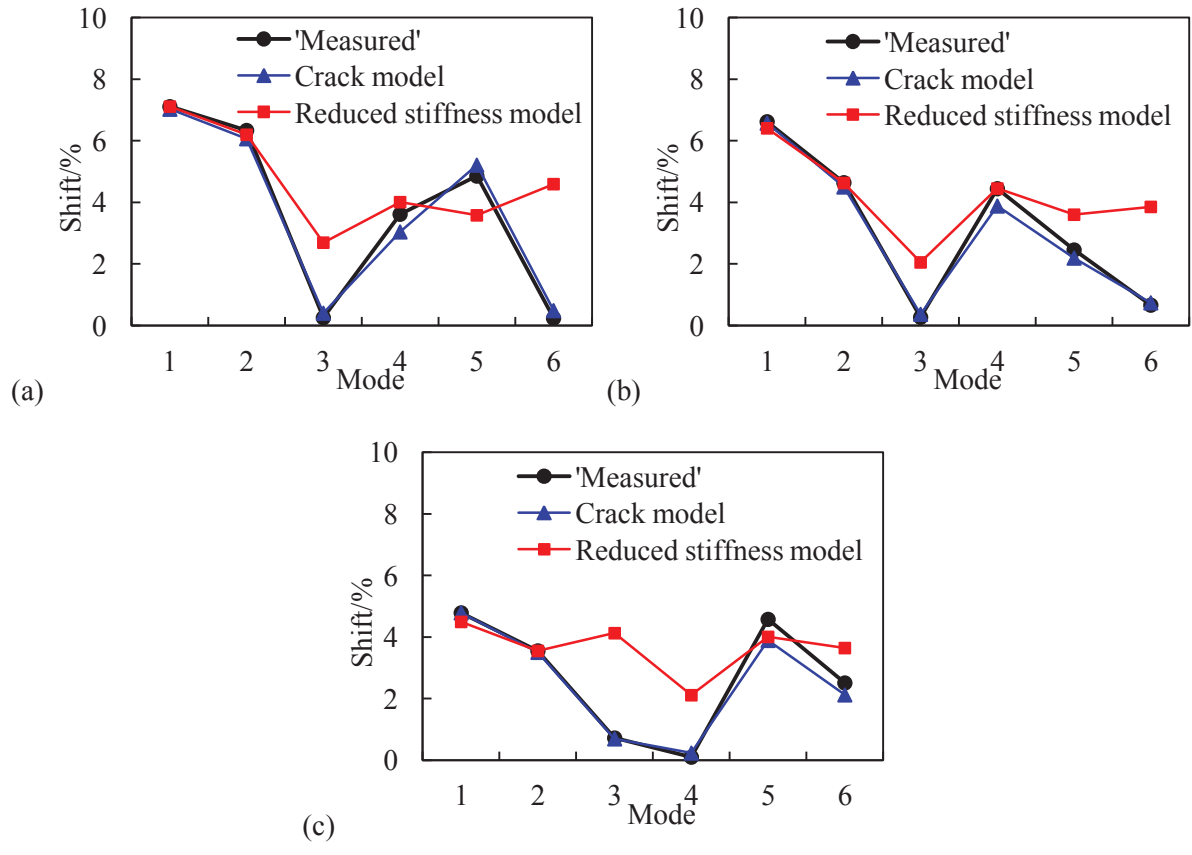 10
8
6
4
2
0
Shift/%
'Measured'
Crack model
Reduced stiffness model
1 2 3 4 5 6
Mode
(a)
10
8
6
4
2
0
Shift/%
'Measured'
Crack model
Reduced stiffness model
1 2 3 4 5 6
Mode
(b)
10
8
6
4
2
0
Shift/%
'Measured'
Crack model
Reduced stiffness model
1 2 3 4 5 6
Mode
(c)